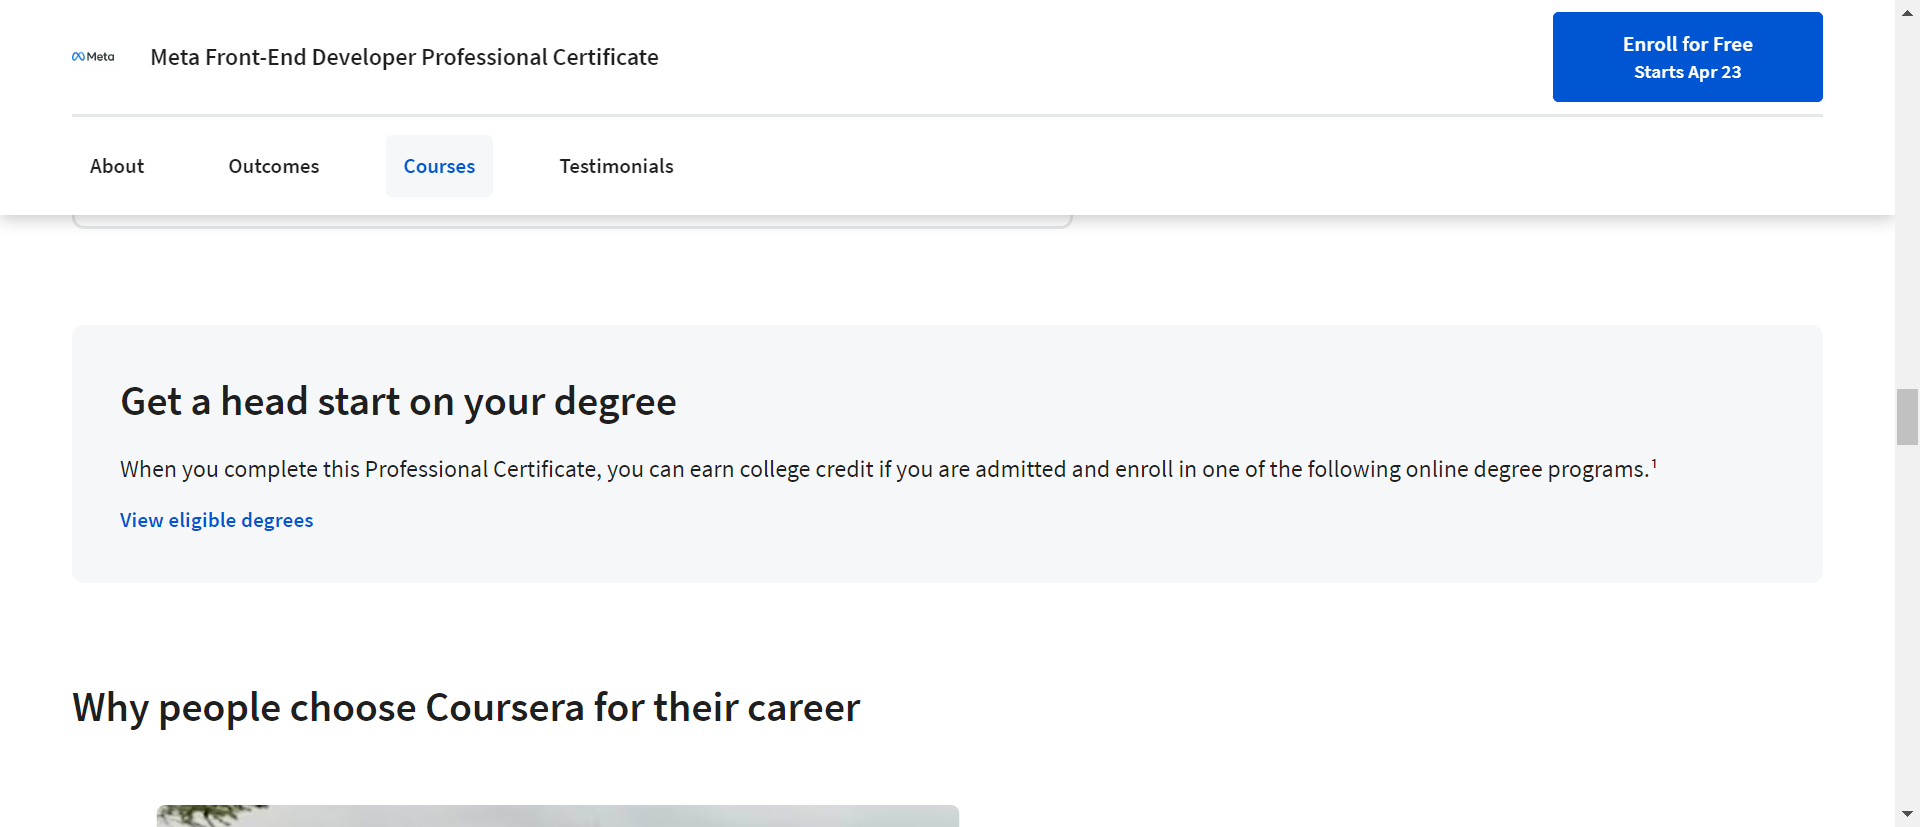 Meta
Meta Front-End Developer Professional Certificate
Enroll for Free
Starts Apr 23
About
Outcomes
Courses
Testimonials
Get a head start on your degree
When you complete this Professional Certificate, you can earn college credit if you are admitted and enroll in one of the following online degree programs.¹
View eligible degrees
Why people choose Coursera for their career